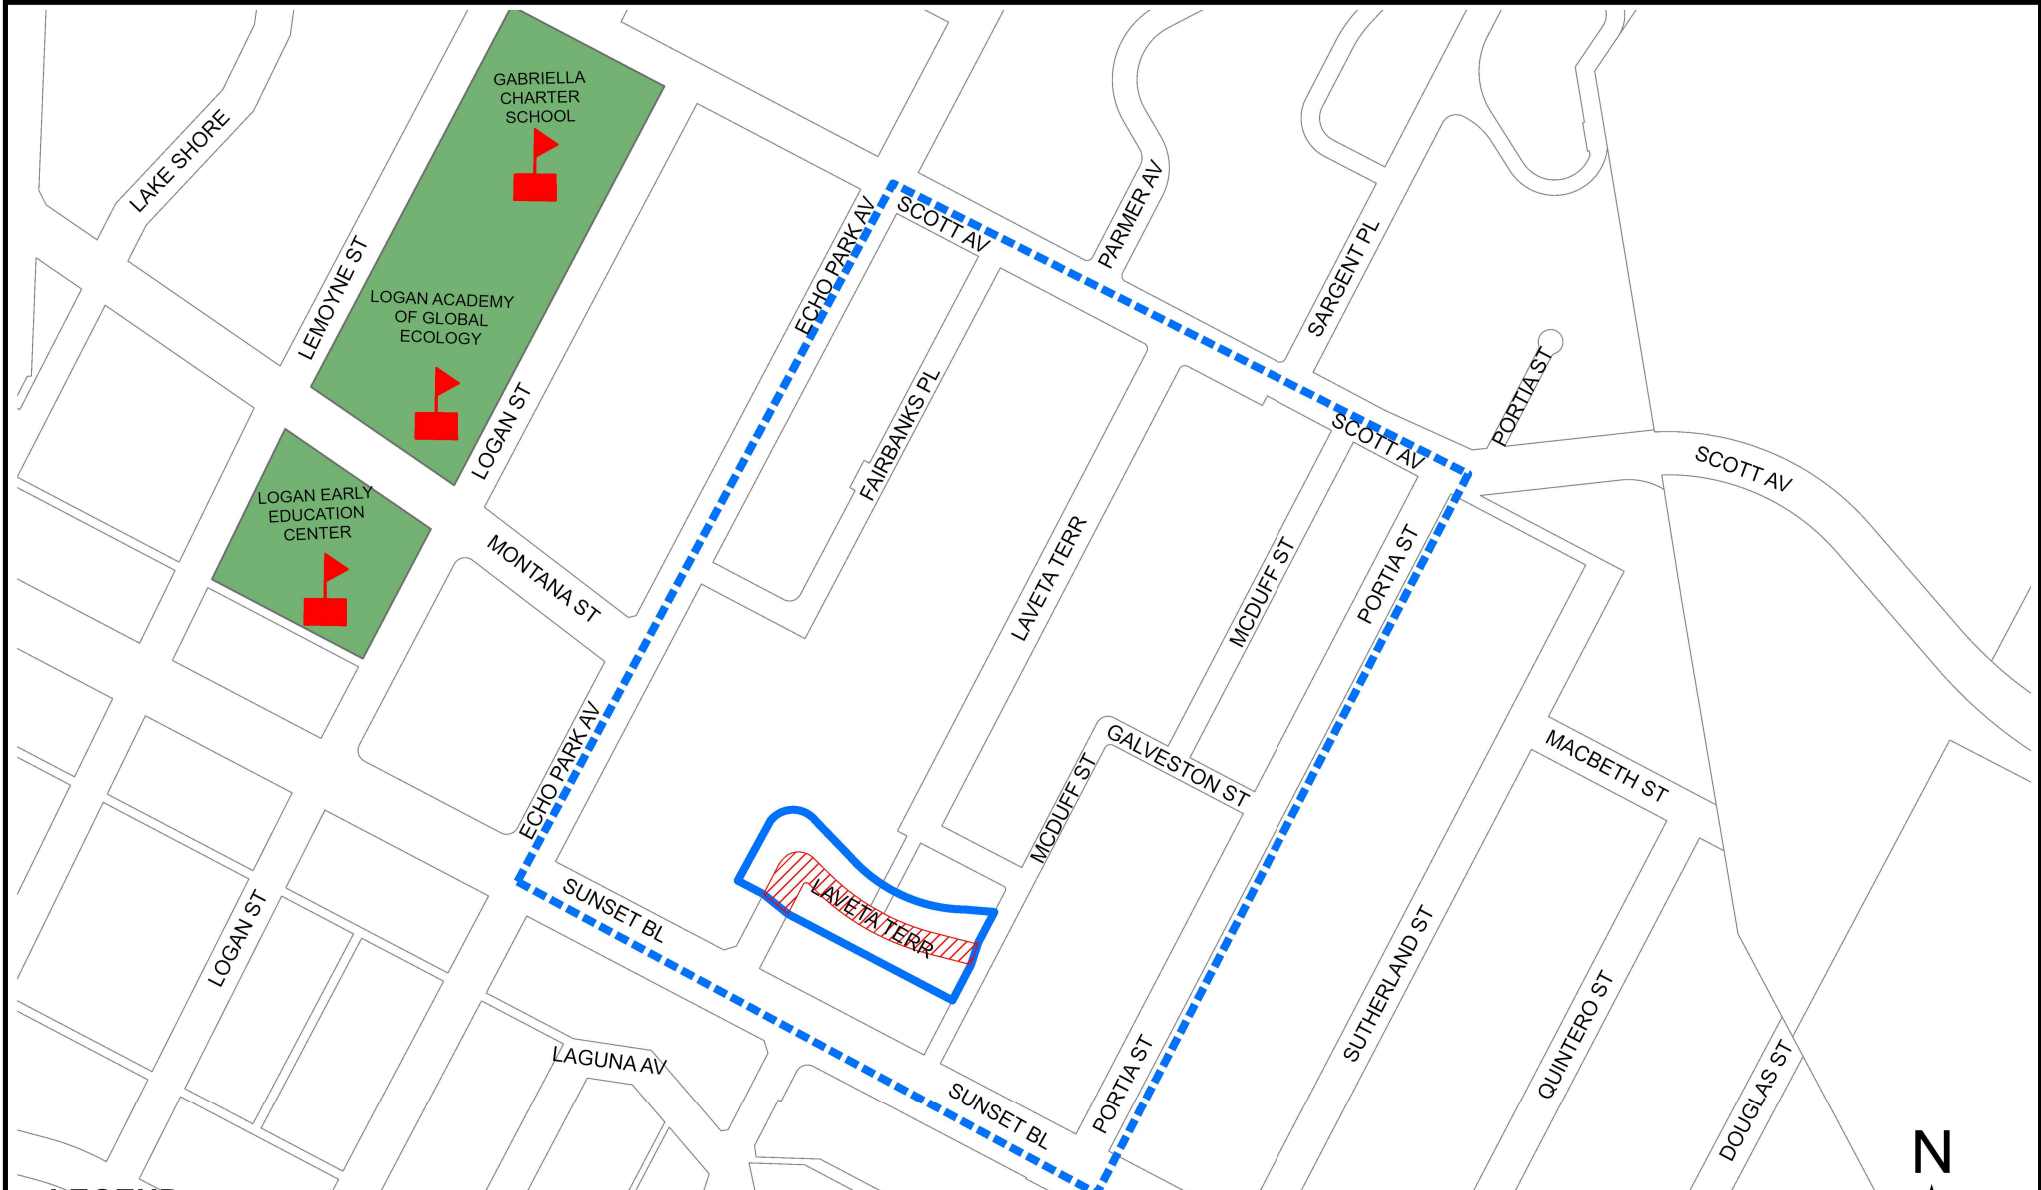 GABRIELLA
CHARTER
SCHOOL
LAKE SHORE
PARMER AV
ECHO PARK AV
SCOTT AV
SARGENT PL
LEMOYNE ST
LOGAN ACADEMY
OF GLOBAL
ECOLOGY
PORTIA ST
FAIRBANKS PL
LOGAN ST
SCOTT AV
SCOTT AV
LOGAN EARLY
EDUCATION
CENTER
MONTANA ST
LAVETA TERR
MCDUFF ST
PORTIA ST
ECHO PARK AV
GALVESTON ST
MACBETH ST
MCDUFF ST
LAVETA TERR
SUNSET BL
LOGAN ST
SUTHERLAND ST
QUINTERO ST
LAGUNA AV
SUNSET BL
PORTIA ST
DOUGLAS ST
N